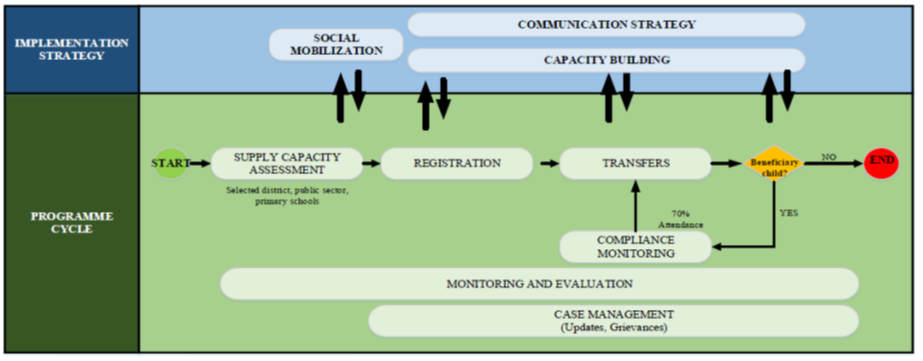 IMPLEMENTATION
STRATEGY
SOCIAL
MOBILIZATION
COMMUNICATION STRATEGY
CAPACITY BUILDING
PROGRAMME
CYCLE
START
SUPPLY CAPACITY
ASSESSMENT
Selected district, public sector,
primary schools
REGISTRATION
TRANSFERS
Beneficiary
child?
NO
END
YES
70%
Attendance
COMPLIANCE
MONITORING
MONITORING AND EVALUATION
CASE MANAGEMENT
(Updates, Grievances)